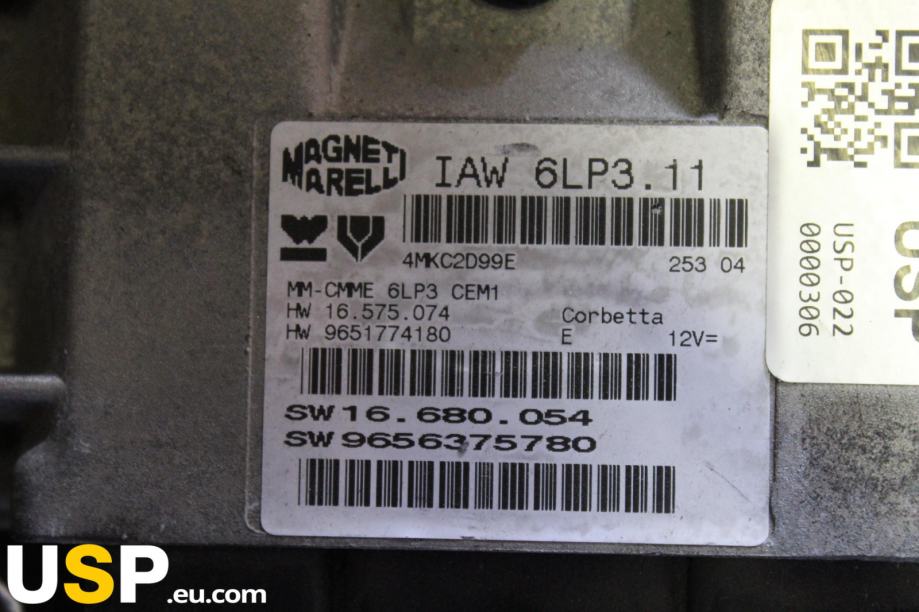 MAGNETI
MARELLI
IAW 6LP3.11
4MKC2D99E 253 04
MM-CMME 6LP3 CEM1
HW 16.575.074 Corbetta
HW 9651774180 E 12V=
SW 16.680.054
SW 9656375780
USP-022
0000306
USP
USP.eu.com